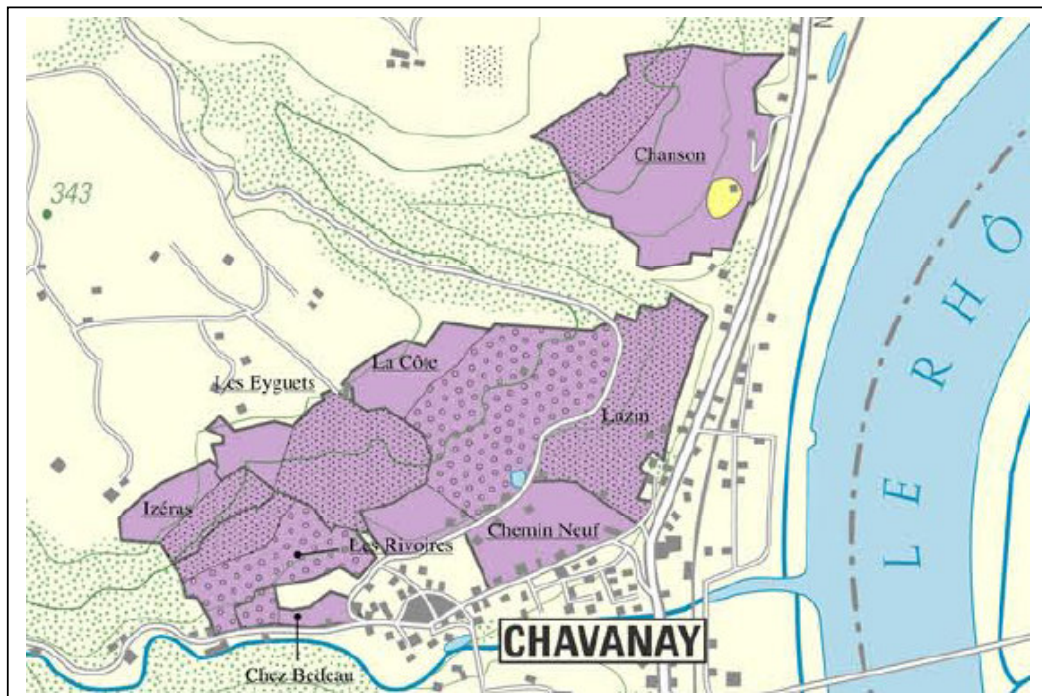 Chanson
343
LE RHÔ
La Côte
Les Eyguets
Lazin
Izéras
Chemin Neuf
Les Rivoires
CHAVANAY
Chez Bedeau